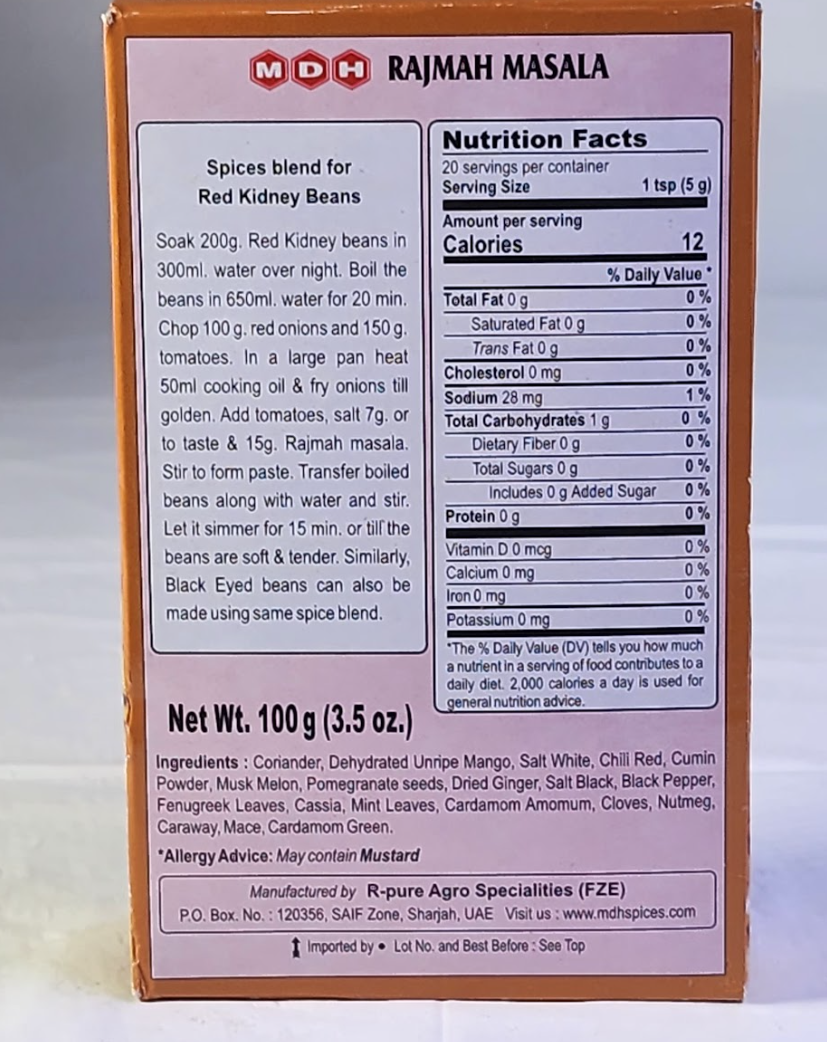 MDH RAJMAH MASALA
Spices blend for
Red Kidney Beans
Soak 200g. Red Kidney beans in
300ml. water over night. Boil the
beans in 650ml. water for 20 min.
Chop 100 g. red onions and 150 g.
tomatoes. In a large pan heat
50ml cooking oil & fry onions till
golden. Add tomatoes, salt 7g. or
to taste & 15g. Rajmah masala.
Stir to form paste. Transfer boiled
beans along with water and stir.
Let it simmer for 15 min. or till the
beans are soft & tender. Similarly,
Black Eyed beans can also be
made using same spice blend.
Nutrition Facts
20 servings per container
Serving Size 1 tsp (5 g)
Amount per serving
Calories 12
% Daily Value *
Total Fat 0 g 0 %
Saturated Fat 0 g 0 %
Trans Fat 0 g 0 %
Cholesterol 0 mg 0 %
Sodium 28 mg 1 %
Total Carbohydrates 1 g 0 %
Dietary Fiber 0 g 0 %
Total Sugars 0 g 0 %
Includes 0 g Added Sugar 0 %
Protein 0 g 0 %
Vitamin D 0 mcg 0 %
Calcium 0 mg 0 %
Iron 0 mg 0 %
Potassium 0 mg 0 %
*The % Daily Value (DV) tells you how much
a nutrient in a serving of food contributes to a
daily diet. 2,000 calories a day is used for
general nutrition advice.
Net Wt. 100 g (3.5 oz.)
Ingredients : Coriander, Dehydrated Unripe Mango, Salt White, Chili Red, Cumin
Powder, Musk Melon, Pomegranate seeds, Dried Ginger, Salt Black, Black Pepper,
Fenugreek Leaves, Cassia, Mint Leaves, Cardamom Amomum, Cloves, Nutmeg,
Caraway, Mace, Cardamom Green.
*Allergy Advice: May contain Mustard
Manufactured by R-pure Agro Specialities (FZE)
P.O. Box. No. : 120356, SAIF Zone, Sharjah, UAE Visit us : www.mdhspices.com
Imported by • Lot No. and Best Before : See Top